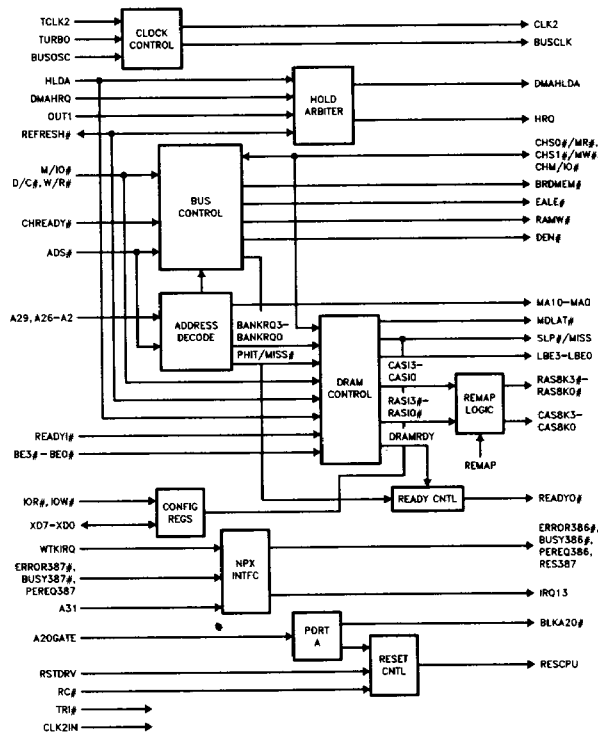 TCLK2
TURBO
BUSOSC
CLOCK
CONTROL
CLK2
BUSCLK
HLDA
DMAHRQ
OUT1
REFRESH#
HOLD
ARBITER
DMAHLDA
HRQ
M/IO#
D/C#, W/R#
CHREADY#
ADS#
BUS
CONTROL
CHS0#/MR#,
CHS1#/MW#
CHM/IO#
BRDMEM#
EALE#
RAMW#
DEN#
A29, A26-A2
ADDRESS
DECODE
BANKRQ3-
BANKRQ0
PHIT/MISS#
DRAM
CONTROL
MA10-MA0
MDLAT#
SLP#/MISS
LBE3-LBE0
CASI3-
CASI0
RASI3#-
RASI0#
DRAMRDY
REMAP
LOGIC
REMAP
RAS8K3#-
RAS8K0#
CAS8K3-
CAS8K0
READYI#
BE3#-BE0#
READY CNTL
READYO#
IOR#, IOW#
XD7-XD0
CONFIG
REGS
WTKIRQ
ERROR387#,
BUSY387#,
PEREQ387
A31
NPX
INTFC
ERROR386#,
BUSY386#,
PEREQ386,
RES387
IRQ13
A20GATE
PORT
A
BLKA20#
RSTDRV
RC#
RESET
CNTL
RESCPU
TRI#
CLK2IN